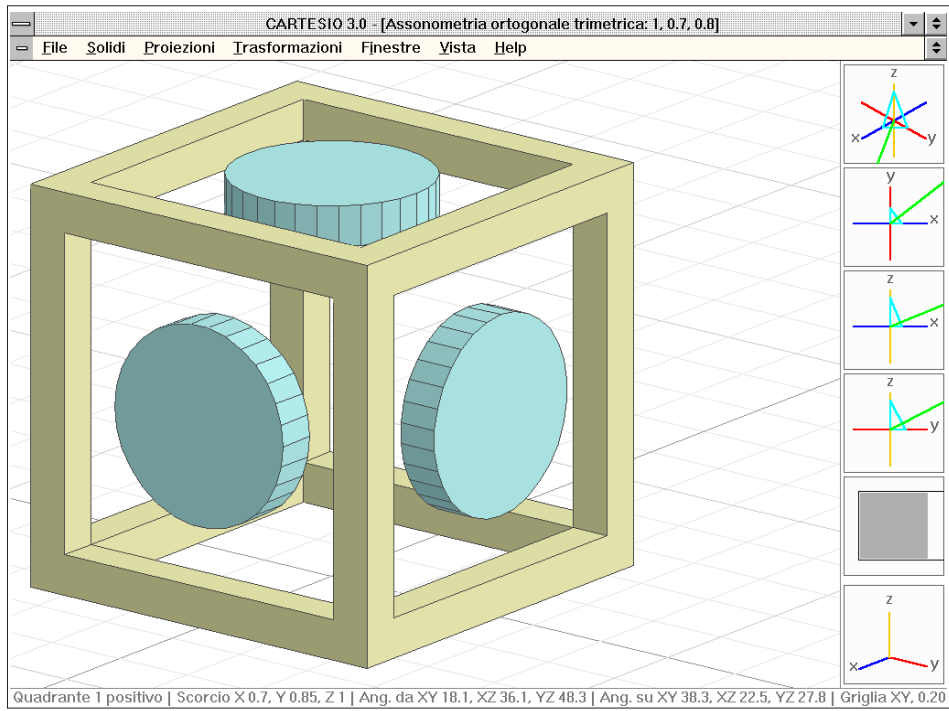 CARTESIO 3.0 - [Assonometria ortogonale trimetrica: 1, 0.7, 0.8]
File Solidi Proiezioni Trasformazioni Finestre Vista Help
z
x y
y
x
z
x
z
y
z
x y
Quadrante 1 positivo | Scorcio X 0.7, Y 0.85, Z 1 | Ang. da XY 18.1, XZ 36.1, YZ 48.3 | Ang. su XY 38.3, XZ 22.5, YZ 27.8 | Griglia XY, 0.20